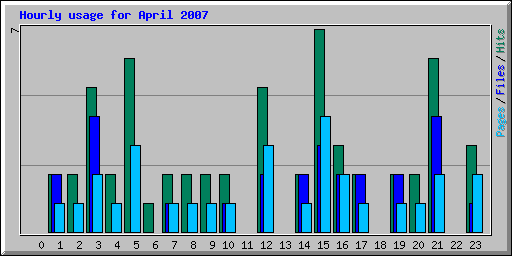 Hourly usage for April 2007
7
Pages/Files/Hits
0 1 2 3 4 5 6 7 8 9 10 11 12 13 14 15 16 17 18 19 20 21 22 23